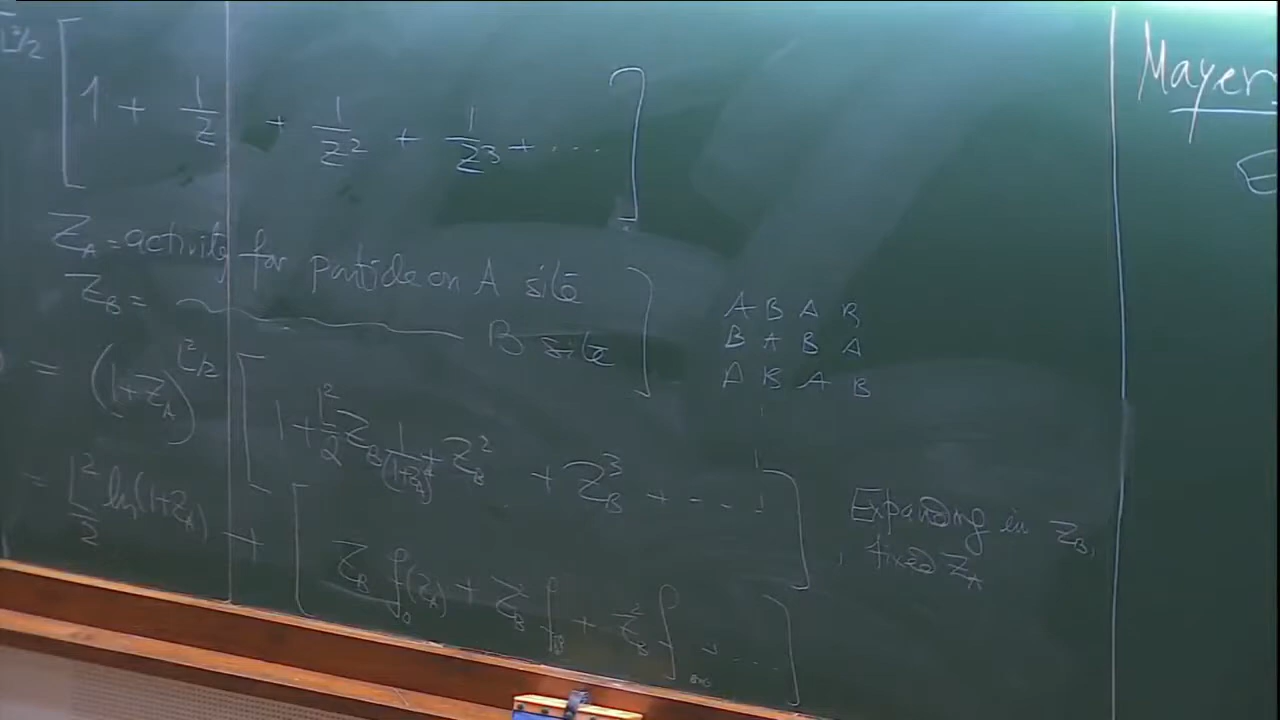 L²/2 [ 1 + 1/z + 1/z² + 1/z³ + ... ]
Mayer
Z_A = activity for particle on A site
Z_B = ~ B site ]
A B A B
B A B A
A B A B
= (1+Z_A)^{L²/2} [ 1 + L²/2 Z_B 1/(1+Z_A)⁴ + Z_B² + Z_B³ + ... ]
Expanding in Z_B,
fixed Z_A
= L²/2 ln(1+Z_A) + [ Z_B f_0(Z_A) + Z_B² f + Z_B² f ... ]